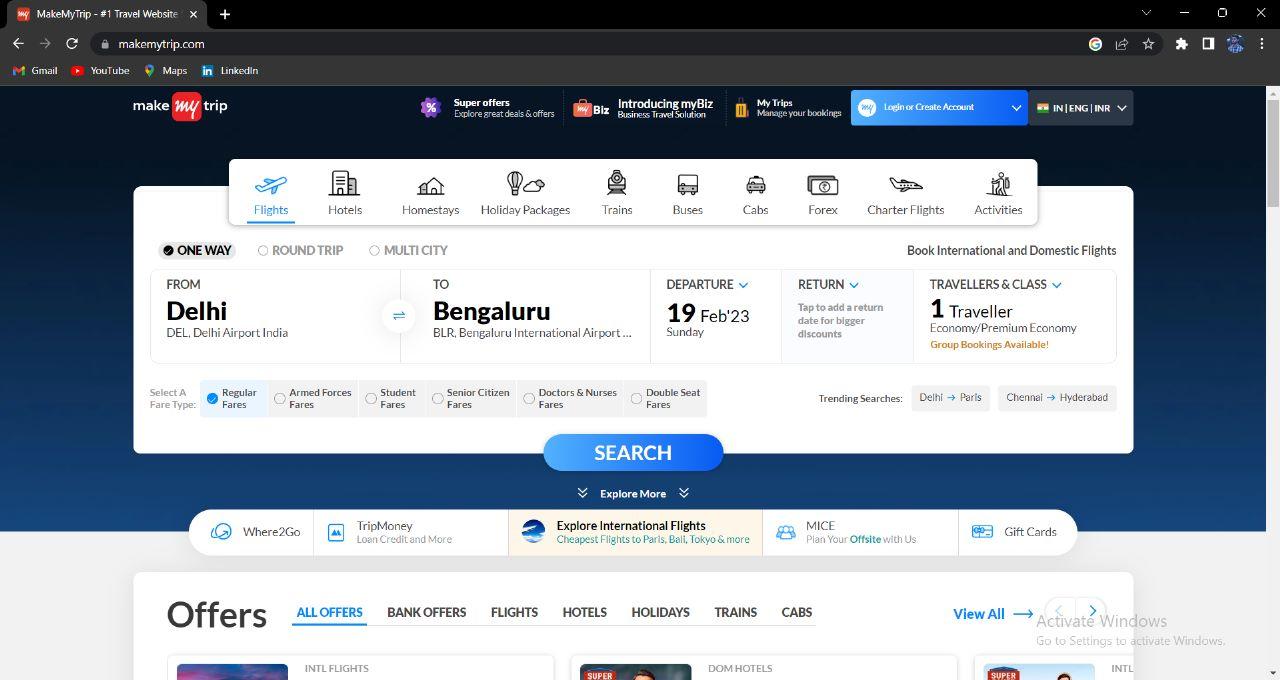 MakeMyTrip - #1 Travel Website
makemytrip.com
Gmail
YouTube
Maps
LinkedIn
make my trip
Super offers
Explore great deals & offers
my Biz
Introducing myBiz
Business Travel Solution
My Trips
Manage your bookings
my
Login or Create Account
IN | ENG | INR
Flights
Hotels
Homestays
Holiday Packages
Trains
Buses
Cabs
Forex
Charter Flights
Activities
ONE WAY
ROUND TRIP
MULTI CITY
Book International and Domestic Flights
FROM
Delhi
DEL, Delhi Airport India
TO
Bengaluru
BLR, Bengaluru International Airport ...
DEPARTURE
19 Feb'23
Sunday
RETURN
Tap to add a return
date for bigger
discounts
TRAVELLERS & CLASS
1 Traveller
Economy/Premium Economy
Group Bookings Available!
Select A
Fare Type:
Regular
Fares
Armed Forces
Fares
Student
Fares
Senior Citizen
Fares
Doctors & Nurses
Fares
Double Seat
Fares
Trending Searches:
Delhi → Paris
Chennai → Hyderabad
SEARCH
Explore More
Where2Go
TripMoney
Loan Credit and More
Explore International Flights
Cheapest Flights to Paris, Bali, Tokyo & more
MICE
Plan Your Offsite with Us
Gift Cards
Offers
ALL OFFERS
BANK OFFERS
FLIGHTS
HOTELS
HOLIDAYS
TRAINS
CABS
View All →
Activate Windows
Go to Settings to activate Windows.
INTL FLIGHTS
SUPER
DOM HOTELS
SUPER
INTL